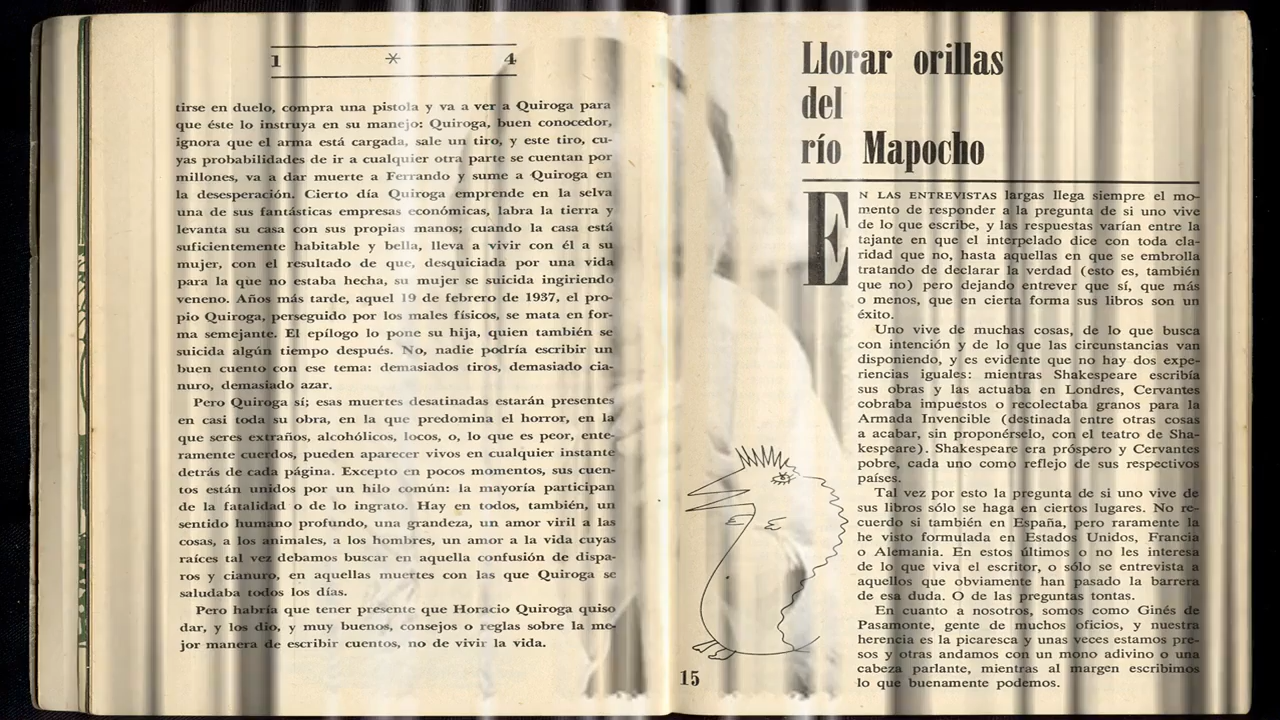 1 * 4
tirse en duelo, compra una pistola y va a ver a Quiroga para
que éste lo instruya en su manejo: Quiroga, buen conocedor,
ignora que el arma está cargada, sale un tiro, y este tiro, cu-
yas probabilidades de ir a cualquier otra parte se cuentan por
millones, va a dar muerte a Ferrando y sume a Quiroga en
la desesperación. Cierto día Quiroga emprende en la selva
una de sus fantásticas empresas económicas, labra la tierra y
levanta su casa con sus propias manos; cuando la casa está
suficientemente habitable y bella, lleva a vivir con él a su
mujer, con el resultado de que, desquiciada por una vida
para la que no estaba hecha, su mujer se suicida ingiriendo
veneno. Años más tarde, aquel 19 de febrero de 1937, el pro-
pio Quiroga, perseguido por los males físicos, se mata en for-
ma semejante. El epílogo lo pone su hija, quien también se
suicida algún tiempo después. No, nadie podría escribir un
buen cuento con ese tema: demasiados tiros, demasiado cia-
nuro, demasiado azar.
Pero Quiroga sí; esas muertes desatinadas estarán presentes
en casi toda su obra, en la que predomina el horror, en la
que seres extraños, alcohólicos, locos, o, lo que es peor, ente-
ramente cuerdos, pueden aparecer vivos en cualquier instante
detrás de cada página. Excepto en pocos momentos, sus cuen-
tos están unidos por un hilo común: la mayoría participan
de la fatalidad o de lo ingrato. Hay en todos, también, un
sentido humano profundo, una grandeza, un amor viril a las
cosas, a los animales, a los hombres, un amor a la vida cuyas
raíces tal vez debamos buscar en aquella confusión de dispa-
ros y cianuro, en aquellas muertes con las que Quiroga se
saludaba todos los días.
Pero habría que tener presente que Horacio Quiroga quiso
dar, y los dio, y muy buenos, consejos o reglas sobre la me-
jor manera de escribir cuentos, no de vivir la vida.
Llorar orillas
del
río Mapocho
EN LAS ENTREVISTAS largas llega siempre el mo-
mento de responder a la pregunta de si uno vive
de lo que escribe, y las respuestas varían entre la
tajante en que el interpelado dice con toda cla-
ridad que no, hasta aquellas en que se embrolla
tratando de declarar la verdad (esto es, también
que no) pero dejando entrever que sí, que más
o menos, que en cierta forma sus libros son un
éxito.
Uno vive de muchas cosas, de lo que busca
con intención y de lo que las circunstancias van
disponiendo, y es evidente que no hay dos expe-
riencias iguales: mientras Shakespeare escribía
sus obras y las actuaba en Londres, Cervantes
cobraba impuestos o recolectaba granos para la
Armada Invencible (destinada entre otras cosas
a acabar, sin proponérselo, con el teatro de Sha-
kespeare). Shakespeare era próspero y Cervantes
pobre, cada uno como reflejo de sus respectivos
países.
Tal vez por esto la pregunta de si uno vive de
sus libros sólo se haga en ciertos lugares. No re-
cuerdo si también en España, pero raramente la
he visto formulada en Estados Unidos, Francia
o Alemania. En estos últimos o no les interesa
de lo que viva el escritor, o sólo se entrevista a
aquellos que obviamente han pasado la barrera
de esa duda. O de las preguntas tontas.
En cuanto a nosotros, somos como Ginés de
Pasamonte, gente de muchos oficios, y nuestra
herencia es la picaresca y unas veces estamos pre-
sos y otras andamos con un mono adivino o una
cabeza parlante, mientras al margen escribimos
lo que buenamente podemos.
15